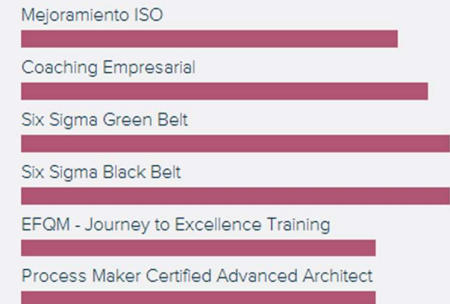 Mejoramiento ISO
Coaching Empresarial
Six Sigma Green Belt
Six Sigma Black Belt
EFQM - Journey to Excellence Training
Process Maker Certified Advanced Architect